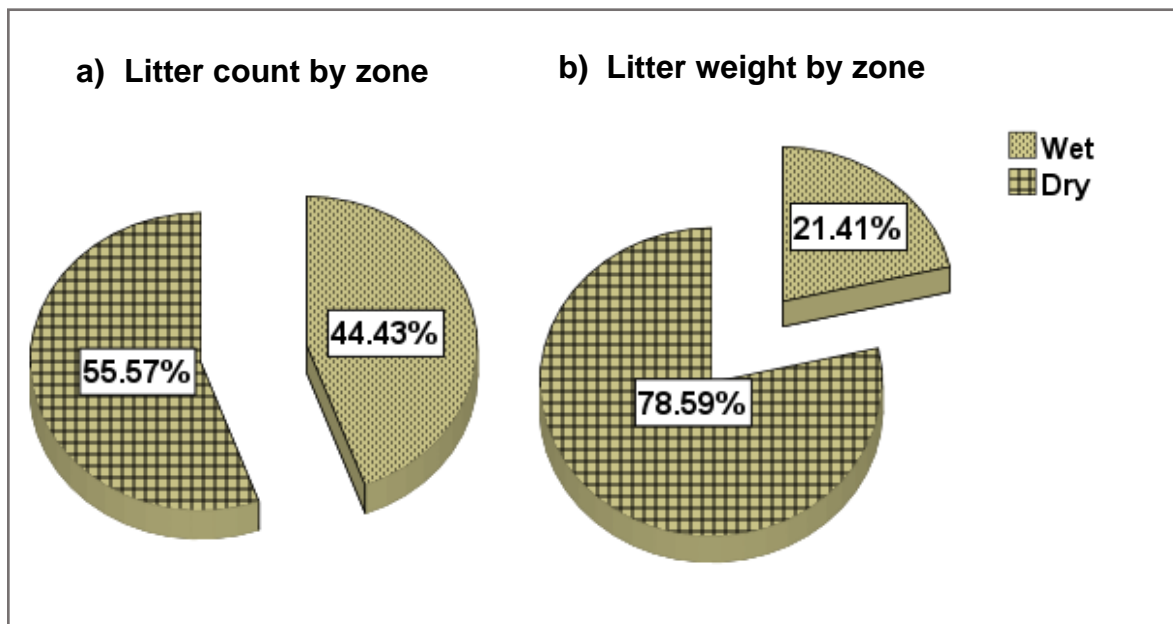 a) Litter count by zone
b) Litter weight by zone
Wet
Dry
21.41%
44.43%
55.57%
78.59%